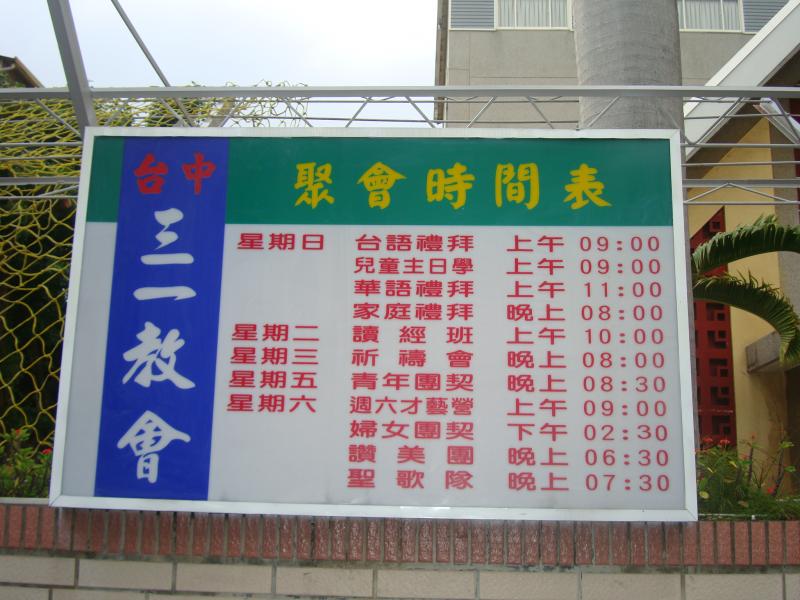 台中
三一教會
聚會時間表
星期日 台語禮拜 上午 09:00
兒童主日學 上午 09:00
華語禮拜 上午 11:00
家庭禮拜 晚上 08:00
星期二 讀經班 上午 10:00
星期三 祈禱會 晚上 08:00
星期五 青年團契 晚上 08:30
星期六 週六才藝營 上午 09:00
婦女團契 下午 02:30
讚美團 晚上 06:30
聖歌隊 晚上 07:30